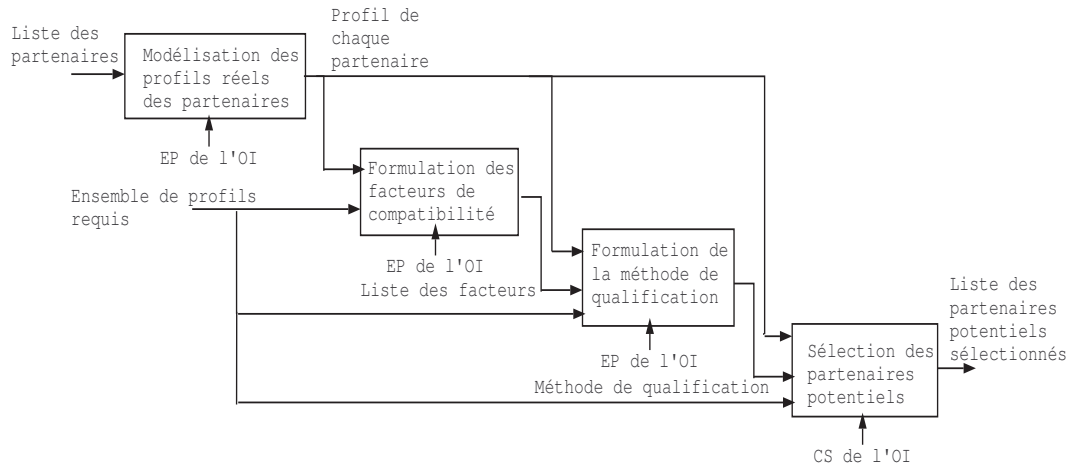 Liste des
partenaires
Modélisation des
profils réels
des partenaires
Profil de
chaque
partenaire
EP de l'OI
Ensemble de profils
requis
Formulation des
facteurs de
compatibilité
EP de l'OI
Liste des facteurs
Formulation de
la méthode de
qualification
EP de l'OI
Méthode de qualification
Sélection des
partenaires
potentiels
CS de l'OI
Liste des
partenaires
potentiels
sélectionnés